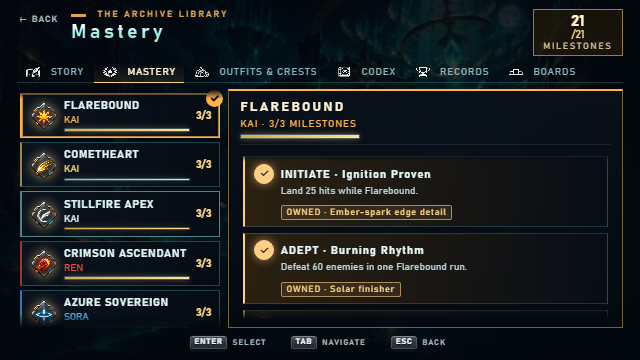 ← BACK
THE ARCHIVE LIBRARY
Mastery
21
/21
MILESTONES
STORY
MASTERY
OUTFITS & CRESTS
CODEX
RECORDS
BOARDS
FLAREBOUND
KAI
3/3
COMETHEART
KAI
3/3
STILLFIRE APEX
KAI
3/3
CRIMSON ASCENDANT
REN
3/3
AZURE SOVEREIGN
SORA
3/3
FLAREBOUND
KAI · 3/3 MILESTONES
INITIATE · Ignition Proven
Land 25 hits while Flarebound.
OWNED · Ember-spark edge detail
ADEPT · Burning Rhythm
Defeat 60 enemies in one Flarebound run.
OWNED · Solar finisher
ENTER SELECT TAB NAVIGATE ESC BACK